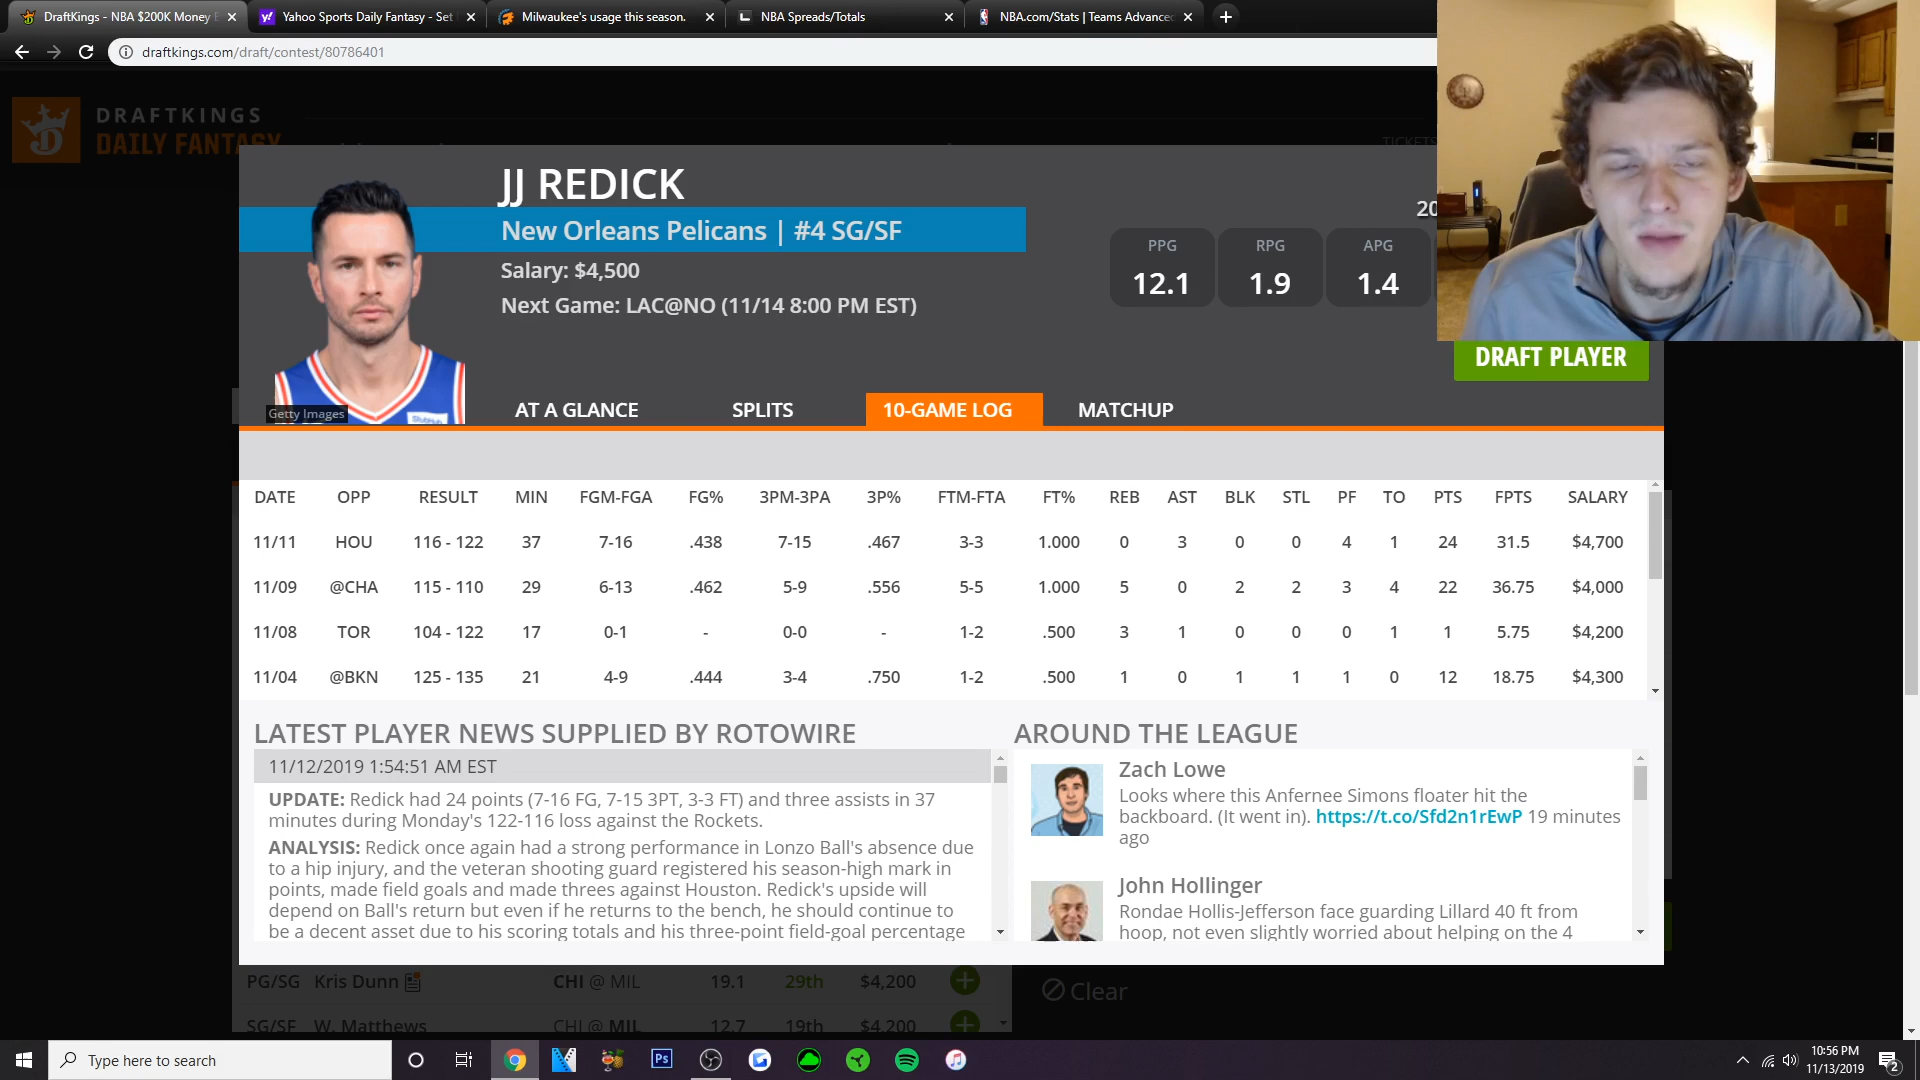 DraftKings - NBA $200K Money
Yahoo Sports Daily Fantasy - Set
Milwaukee's usage this season.
NBA Spreads/Totals
NBA.com/Stats | Teams Advance
draftkings.com/draft/contest/80786401
DRAFTKINGS
DAILY FANTASY
TICKETS
JJ REDICK
New Orleans Pelicans | #4 SG/SF
Salary: $4,500
Next Game: LAC@NO (11/14 8:00 PM EST)
20
PPG RPG APG
12.1 1.9 1.4
DRAFT PLAYER
Getty Images
AT A GLANCE SPLITS 10-GAME LOG MATCHUP
DATE OPP RESULT MIN FGM-FGA FG% 3PM-3PA 3P% FTM-FTA FT% REB AST BLK STL PF TO PTS FPTS SALARY
11/11 HOU 116 - 122 37 7-16 .438 7-15 .467 3-3 1.000 0 3 0 0 4 1 24 31.5 $4,700
11/09 @CHA 115 - 110 29 6-13 .462 5-9 .556 5-5 1.000 5 0 2 2 3 4 22 36.75 $4,000
11/08 TOR 104 - 122 17 0-1 - 0-0 - 1-2 .500 3 1 0 0 0 1 1 5.75 $4,200
11/04 @BKN 125 - 135 21 4-9 .444 3-4 .750 1-2 .500 1 0 1 1 1 0 12 18.75 $4,300
LATEST PLAYER NEWS SUPPLIED BY ROTOWIRE
11/12/2019 1:54:51 AM EST
UPDATE: Redick had 24 points (7-16 FG, 7-15 3PT, 3-3 FT) and three assists in 37
minutes during Monday's 122-116 loss against the Rockets.
ANALYSIS: Redick once again had a strong performance in Lonzo Ball's absence due
to a hip injury, and the veteran shooting guard registered his season-high mark in
points, made field goals and made threes against Houston. Redick's upside will
depend on Ball's return but even if he returns to the bench, he should continue to
be a decent asset due to his scoring totals and his three-point field-goal percentage
AROUND THE LEAGUE
Zach Lowe
Looks where this Anfernee Simons floater hit the
backboard. (It went in). https://t.co/Sfd2n1rEwP 19 minutes
ago
John Hollinger
Rondae Hollis-Jefferson face guarding Lillard 40 ft from
hoop, not even slightly worried about helping on the 4
PG/SG Kris Dunn CHI @ MIL 19.1 29th $4,200
SG/SF W. Matthews CHI @ MIL 12.7 19th $4,200
Clear
Type here to search
Ps
10:56 PM
11/13/2019
2